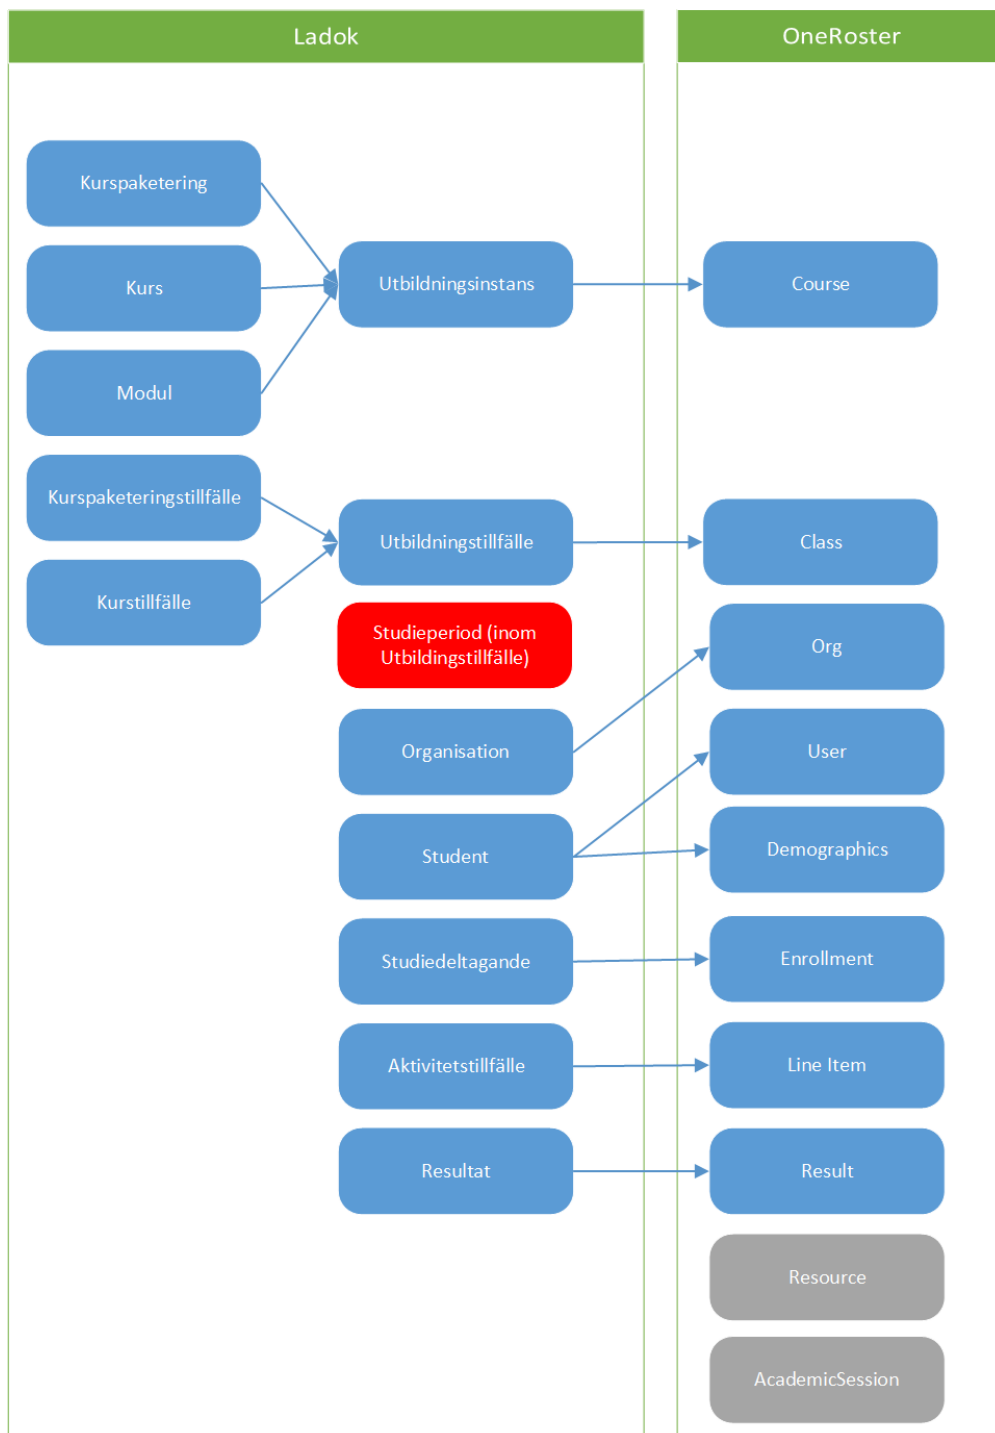 Ladok
OneRoster
Kurspaketering
Kurs
Utbildningsinstans
Course
Modul
Kurspaketeringstillfälle
Utbildningstillfälle
Class
Kurstillfälle
Studieperiod (inom
Utbildingstillfälle)
Org
Organisation
User
Student
Demographics
Studiedeltagande
Enrollment
Aktivitetstillfälle
Line Item
Resultat
Result
Resource
AcademicSession